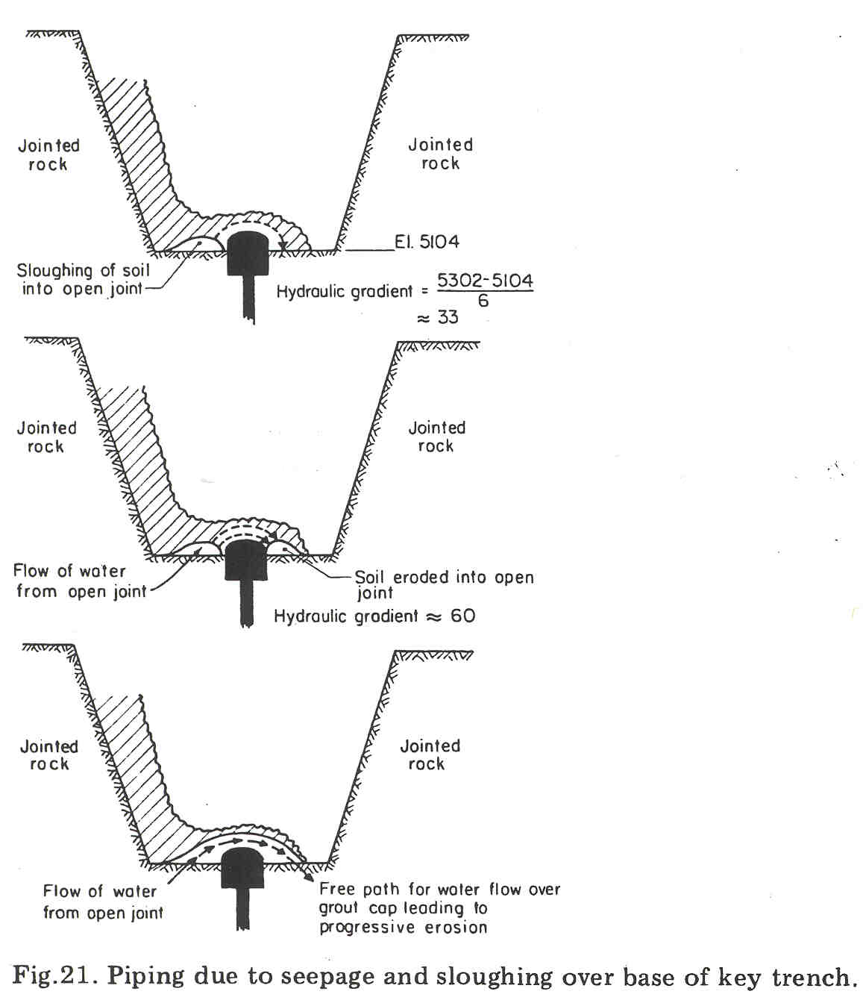 Jointed
rock
Jointed
rock
El. 5104
Sloughing of soil
into open joint
Hydraulic gradient = 5302-5104
6
≈ 33
Jointed
rock
Jointed
rock
Flow of water
from open joint
Soil eroded into open
joint
Hydraulic gradient ≈ 60
Jointed
rock
Jointed
rock
Flow of water
from open joint
Free path for water flow over
grout cap leading to
progressive erosion
Fig.21. Piping due to seepage and sloughing over base of key trench.